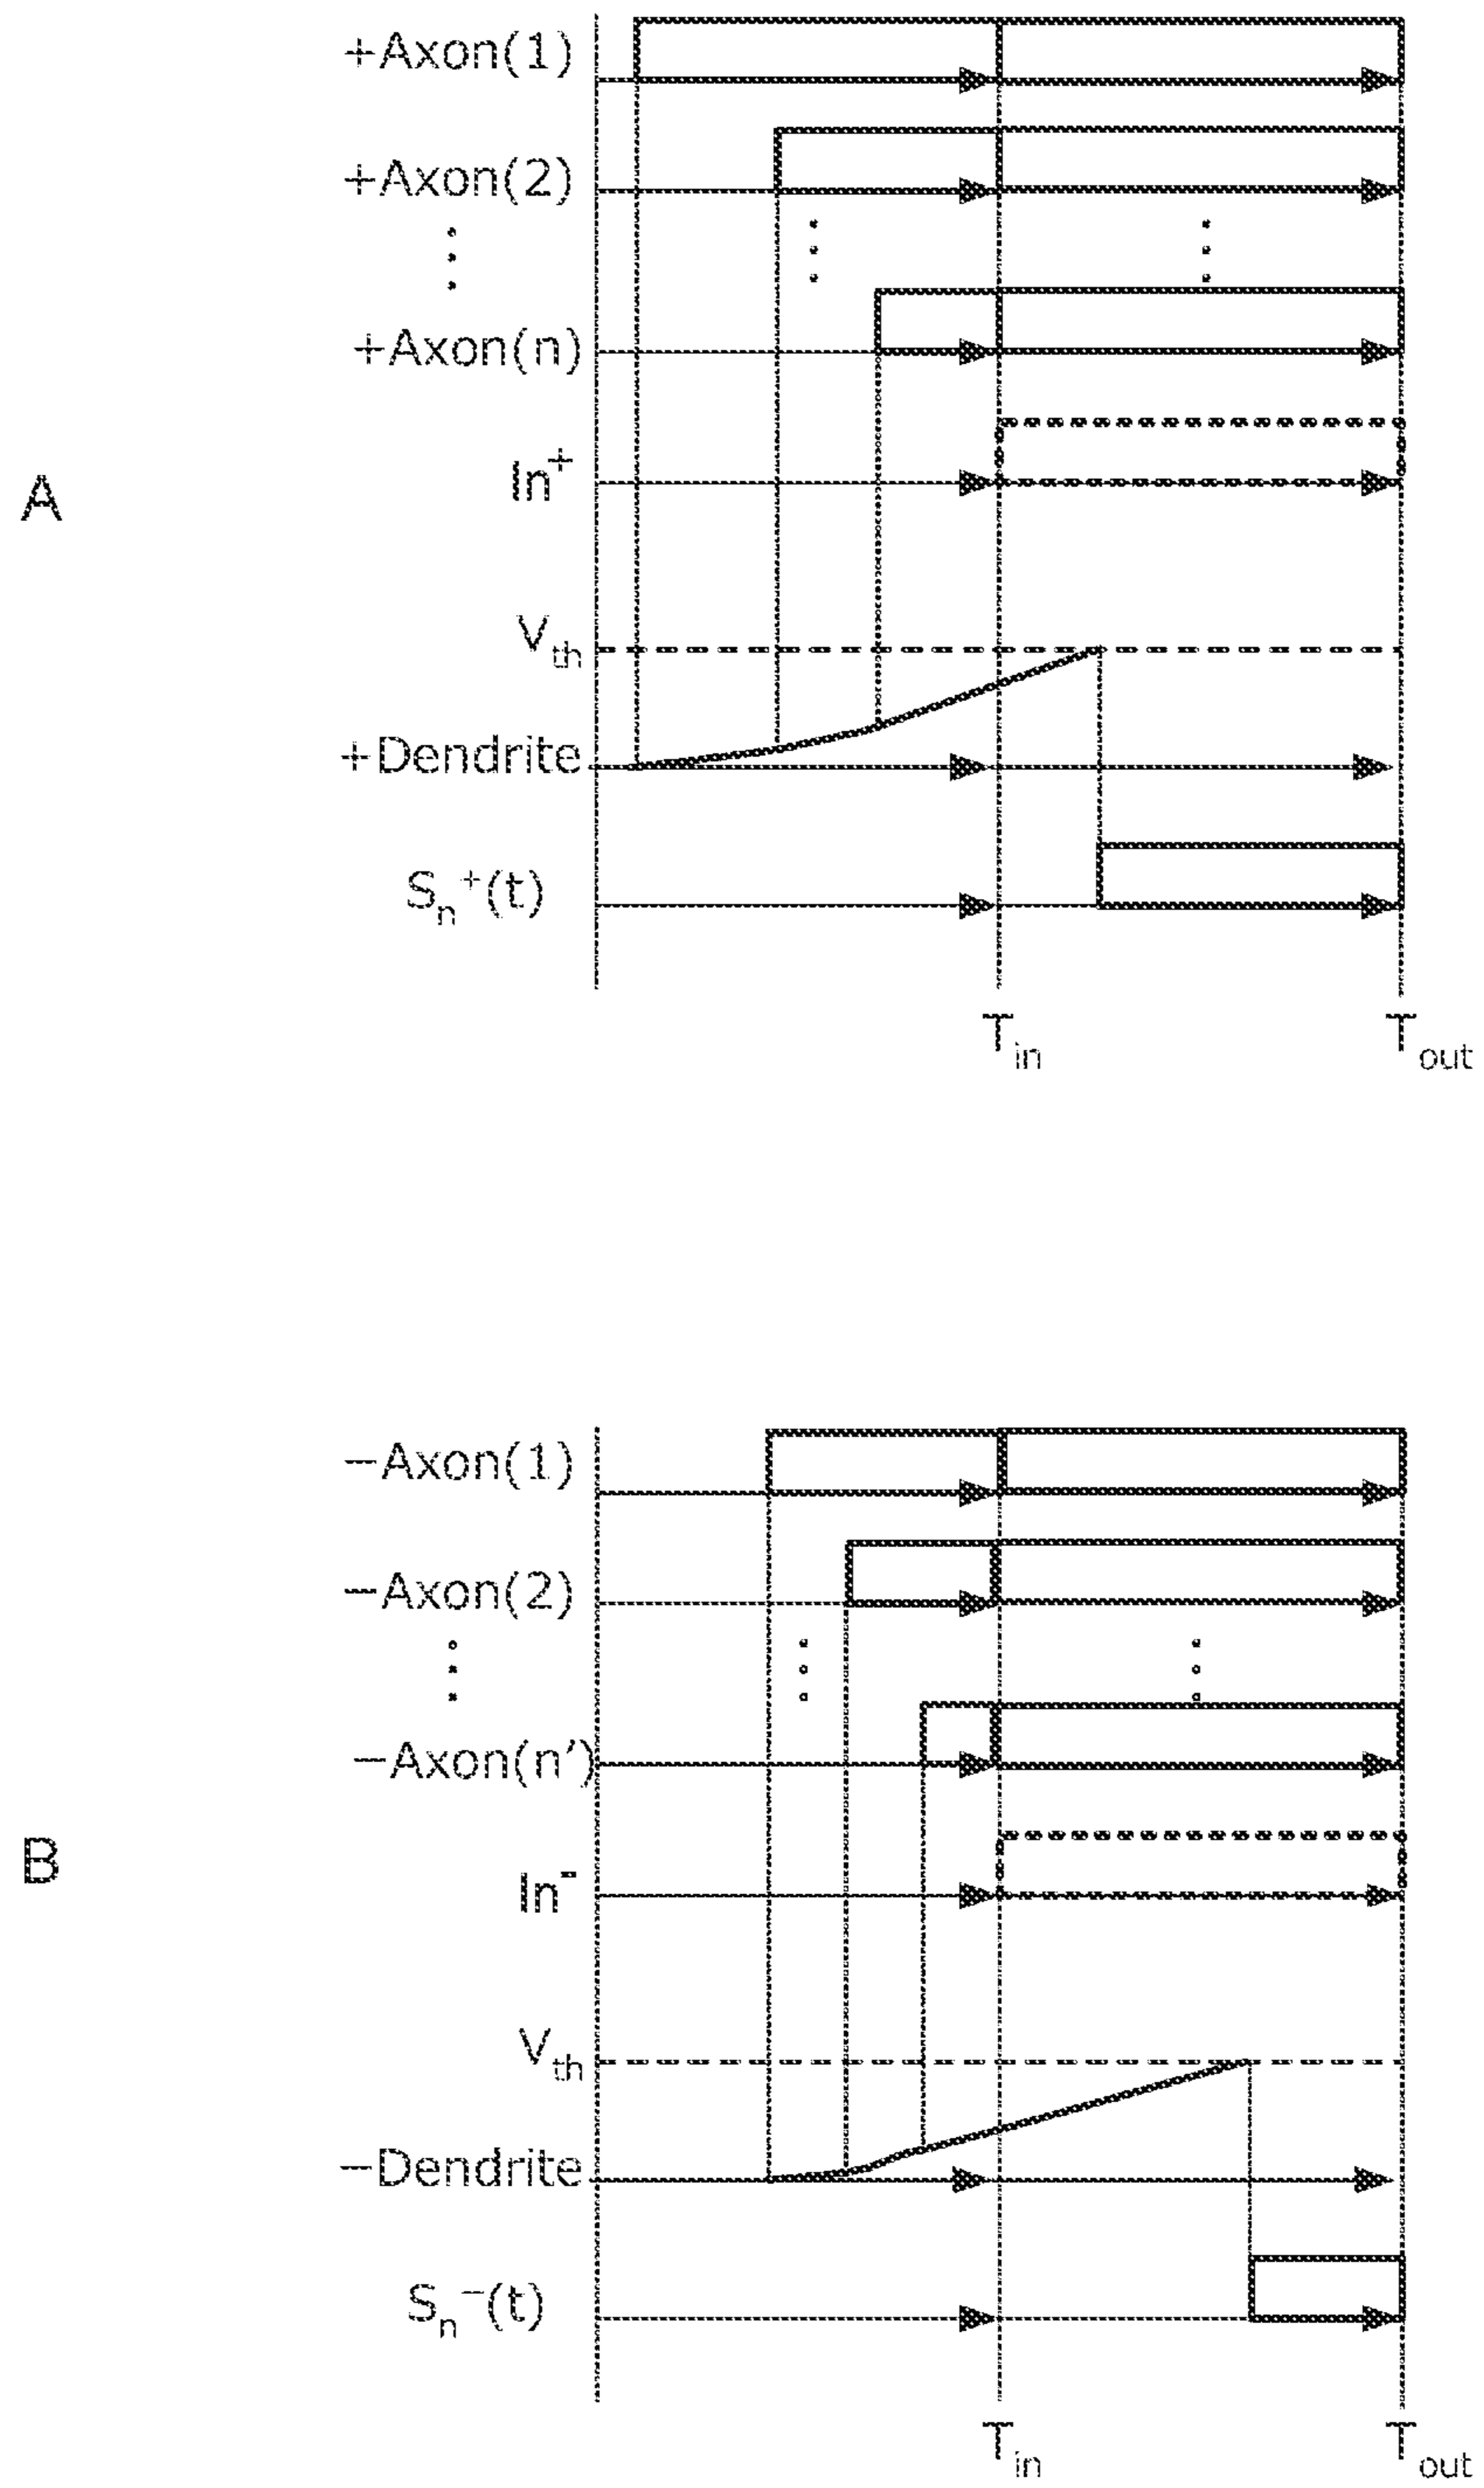 +Axon(1)
+Axon(2)
+Axon(n)
In+
A
Vth
+Dendrite
Sn+(t)
Tin
Tout
−Axon(1)
−Axon(2)
−Axon(n’)
B
In-
Vth
−Dendrite
Sn−(t)
Tin
Tout